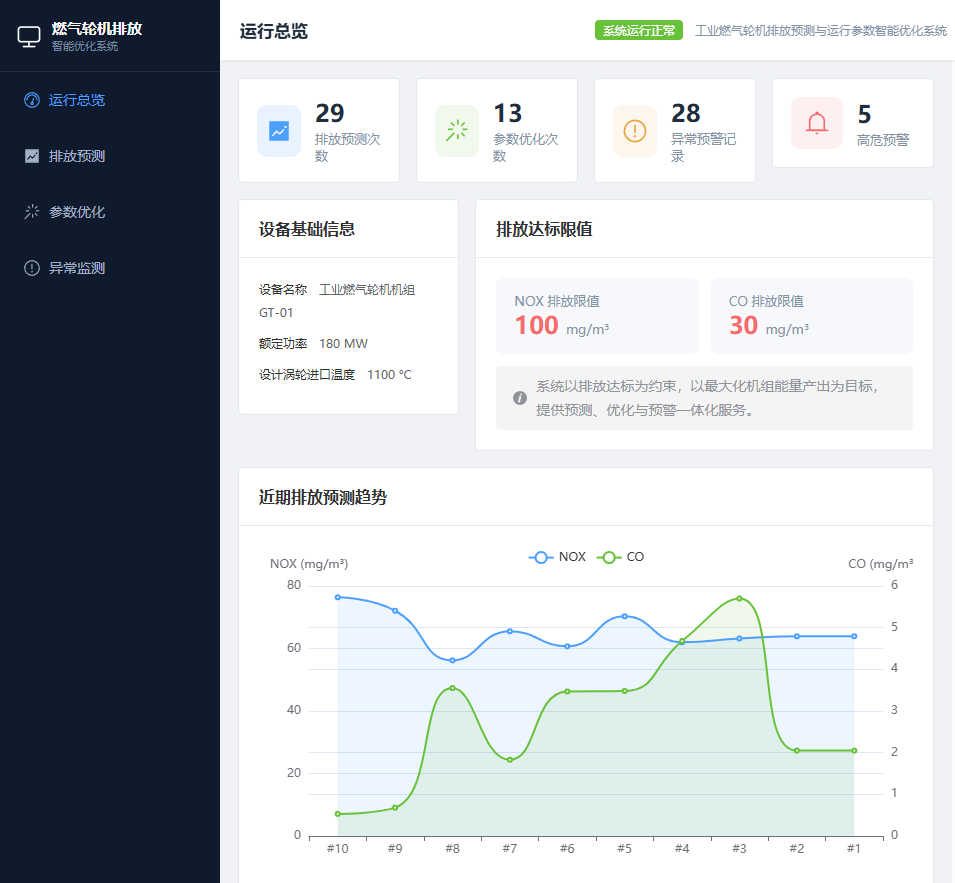 燃气轮机排放
智能优化系统
运行总览
排放预测
参数优化
异常监测
运行总览
系统运行正常
工业燃气轮机排放预测与运行参数智能优化系统
29
排放预测次
数
13
参数优化次
数
28
异常预警记
录
5
高危预警
设备基础信息
设备名称 工业燃气轮机机组
GT-01
额定功率 180 MW
设计涡轮进口温度 1100 °C
排放达标限值
NOX 排放限值
100 mg/m³
CO 排放限值
30 mg/m³
系统以排放达标为约束，以最大化机组能量产出为目标，
提供预测、优化与预警一体化服务。
近期排放预测趋势
NOX CO
NOX (mg/m³)
CO (mg/m³
80
60
40
20
0
6
5
4
3
2
1
0
#10 #9 #8 #7 #6 #5 #4 #3 #2 #1